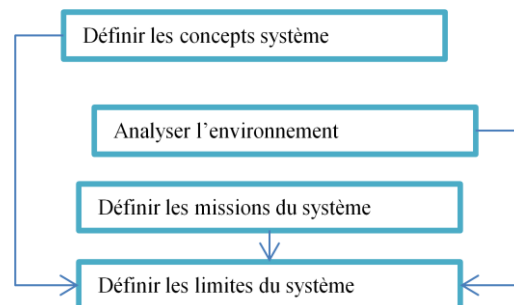 Définir les concepts système
Analyser l'environnement
Définir les missions du système
Définir les limites du système